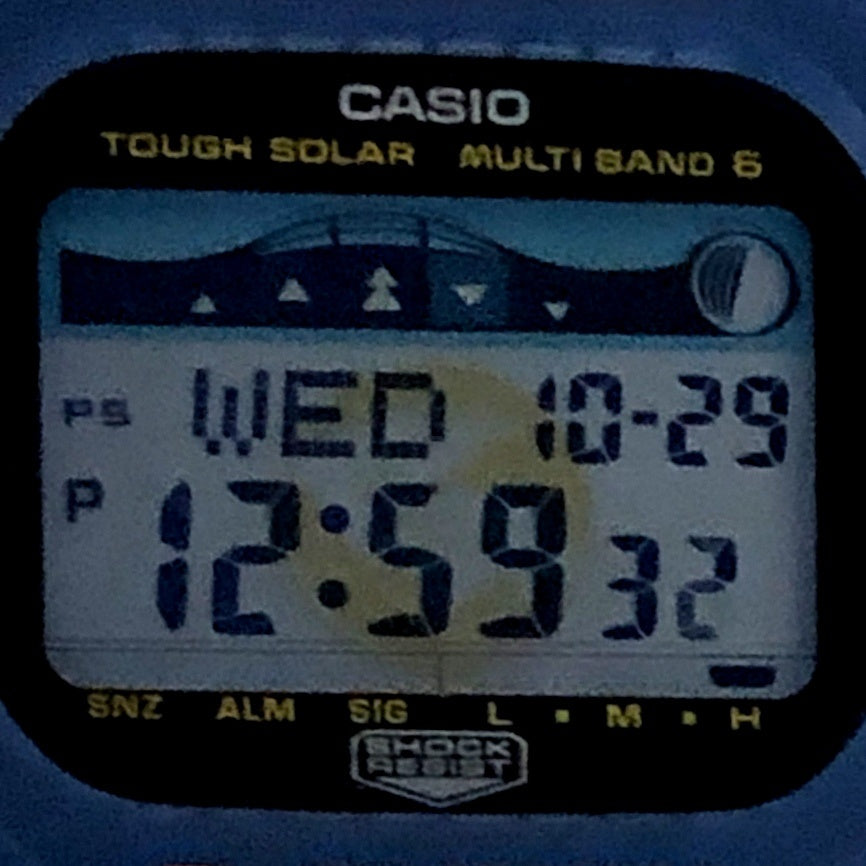 CASIO
TOUGH SOLAR MULTI BAND 6
PS WED 10-29
P 12:59 32
SNZ ALM SIG L · M · H
SHOCK
RESIST